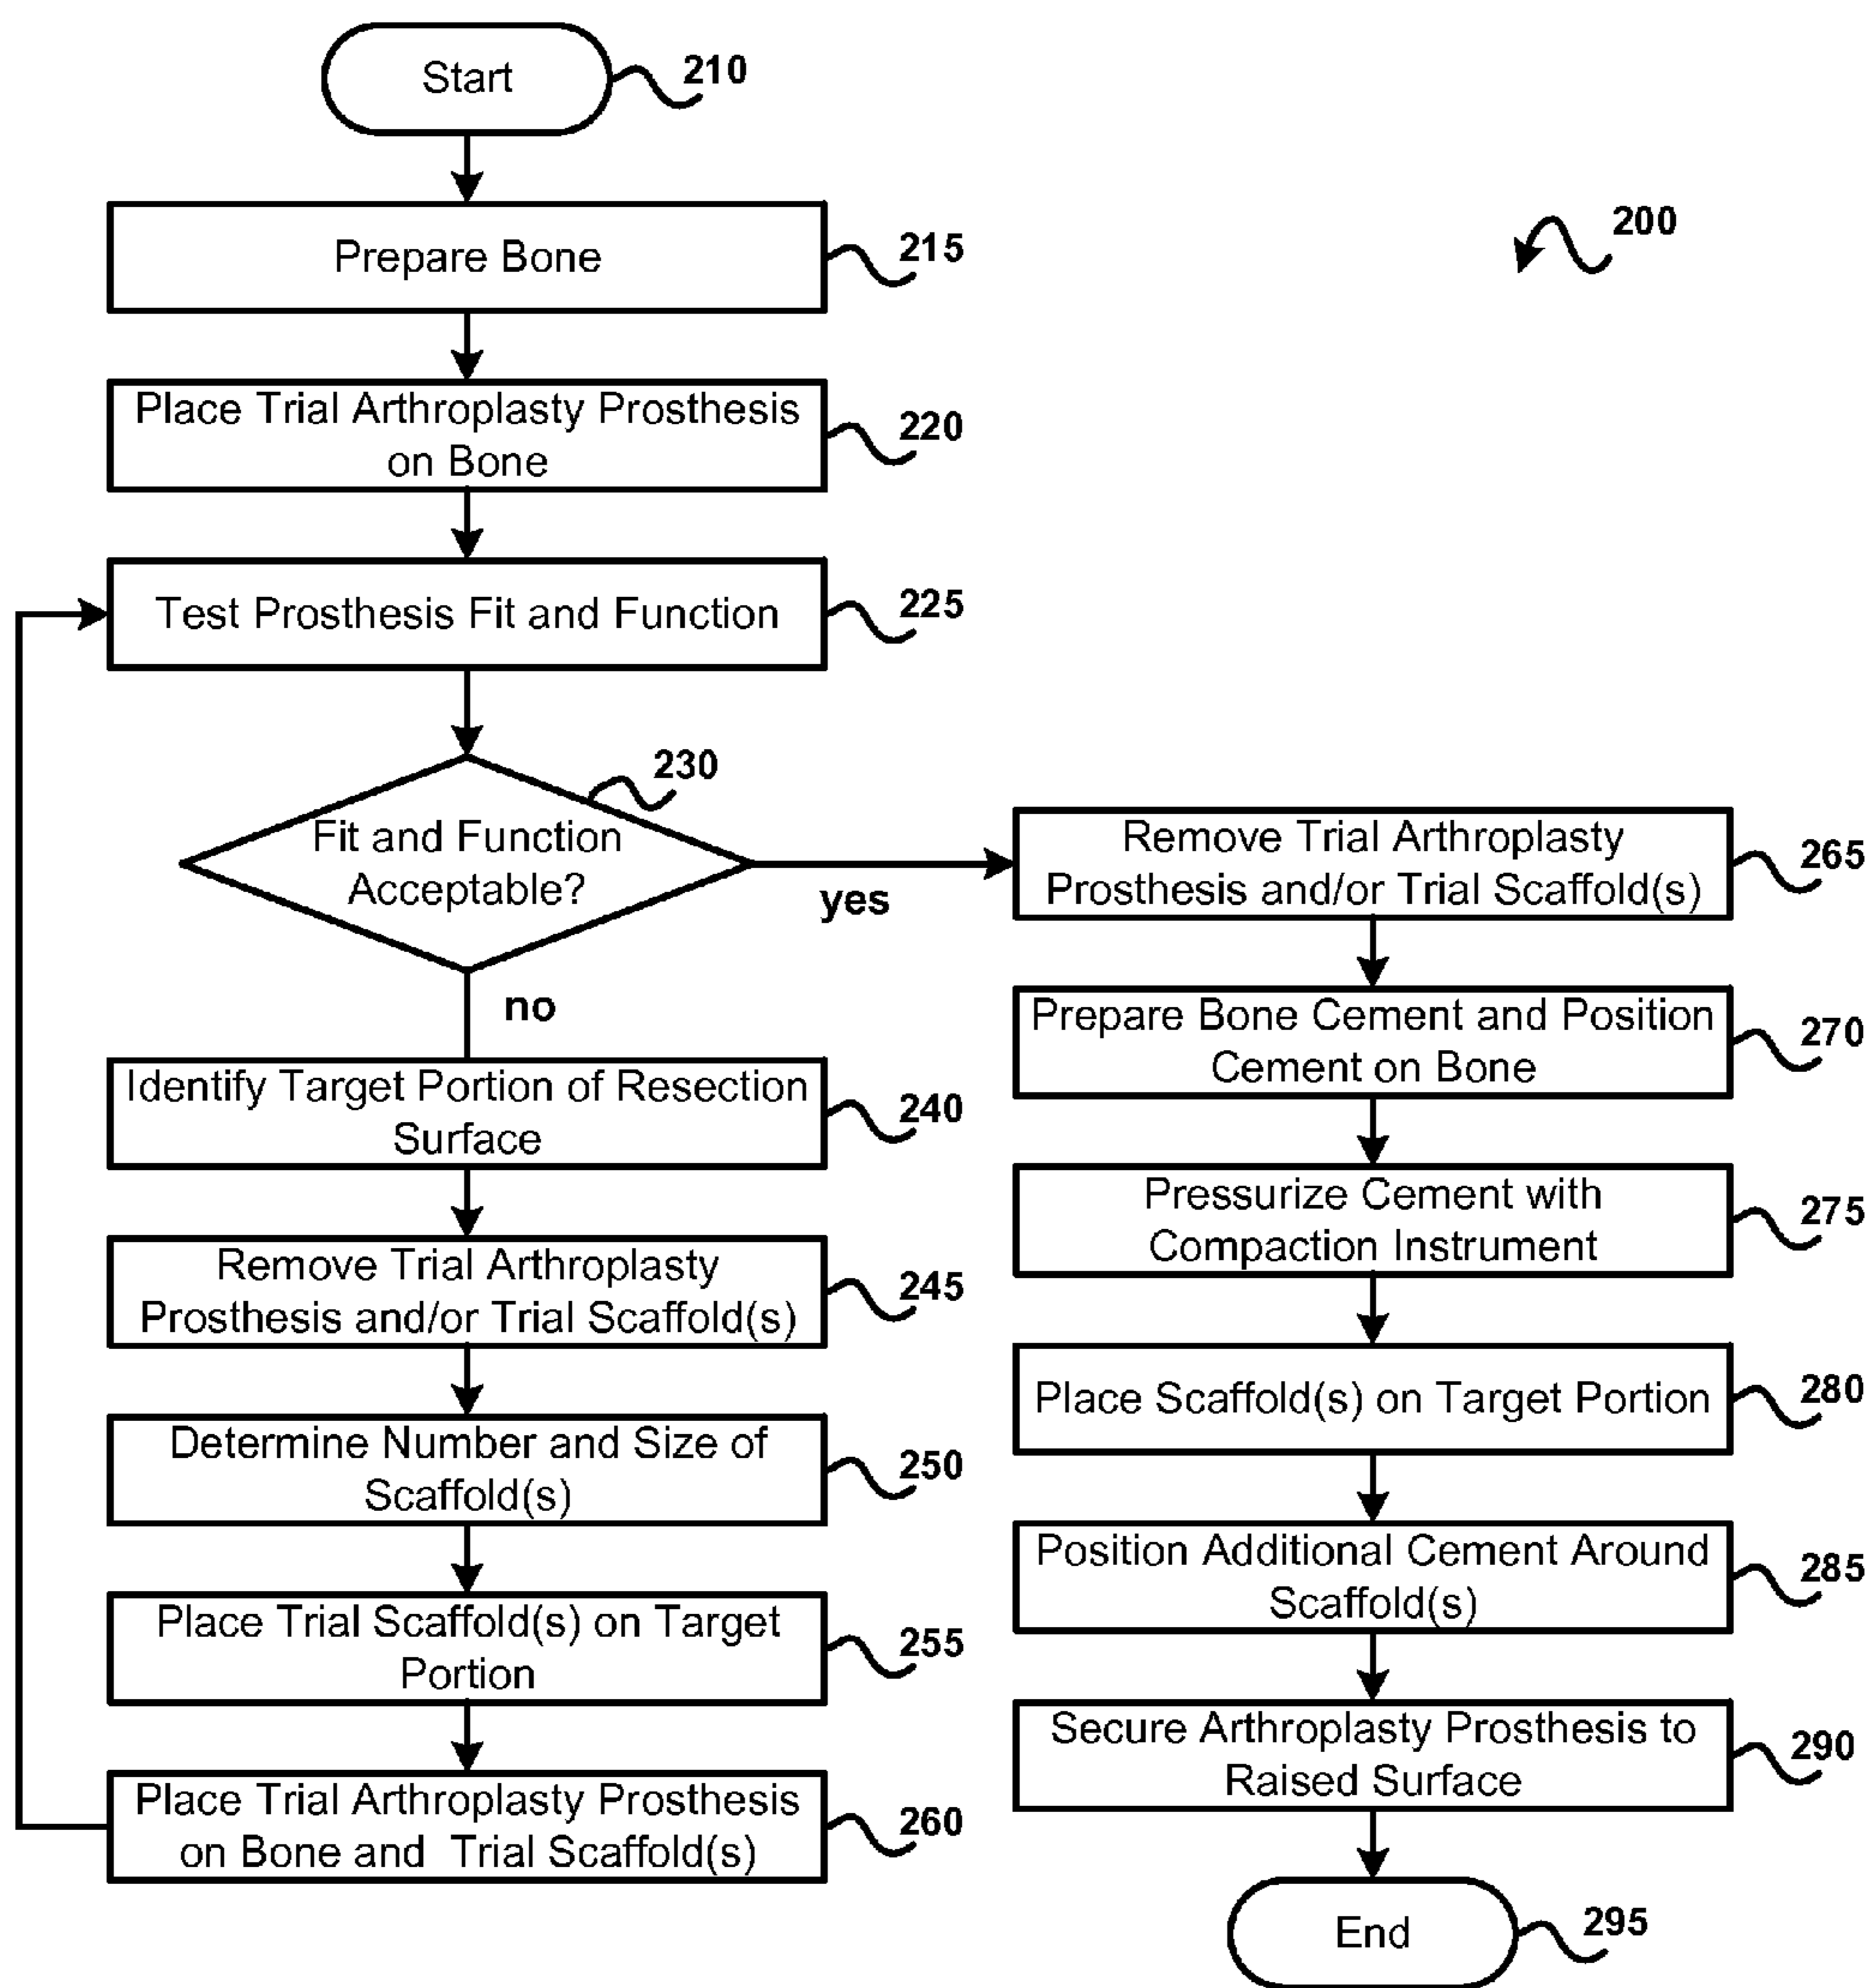 Start
210
200
Prepare Bone
215
Place Trial Arthroplasty Prosthesis
on Bone
220
Test Prosthesis Fit and Function
225
230
Fit and Function
Acceptable?
yes
no
Identify Target Portion of Resection
Surface
240
Remove Trial Arthroplasty
Prosthesis and/or Trial Scaffold(s)
245
Determine Number and Size of
Scaffold(s)
250
Place Trial Scaffold(s) on Target
Portion
255
Place Trial Arthroplasty Prosthesis
on Bone and Trial Scaffold(s)
260
Remove Trial Arthroplasty
Prosthesis and/or Trial Scaffold(s)
265
Prepare Bone Cement and Position
Cement on Bone
270
Pressurize Cement with
Compaction Instrument
275
Place Scaffold(s) on Target Portion
280
Position Additional Cement Around
Scaffold(s)
285
Secure Arthroplasty Prosthesis to
Raised Surface
290
End
295